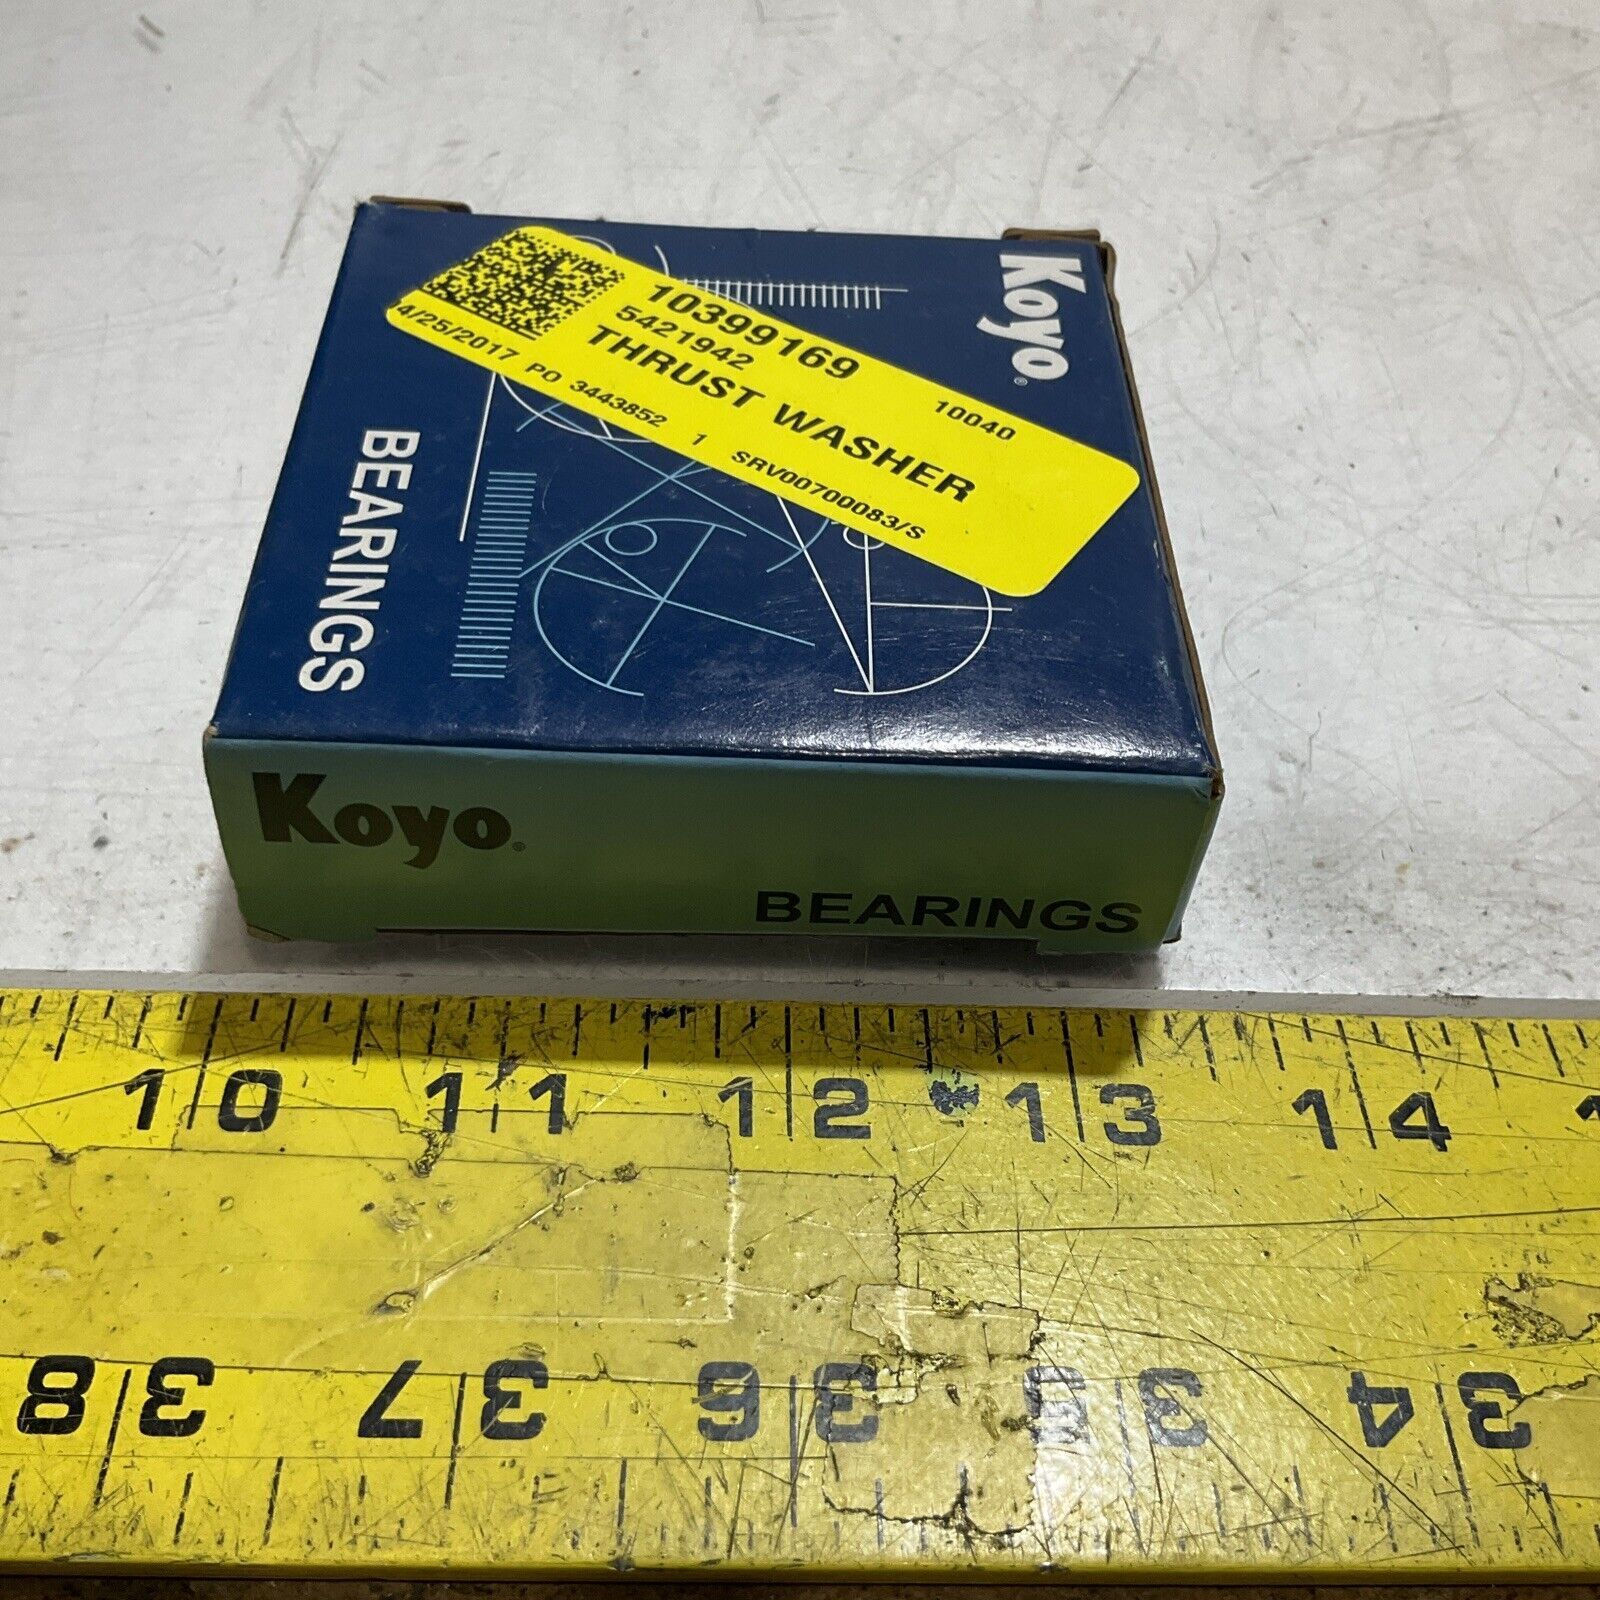 Koyo®
10399169
10040
5421942
THRUST WASHER
4/25/2017 PO 3443852 1 SRV00700083/S
BEARINGS
Koyo®
BEARINGS
10 11 12 13 14 1
38 37 36 35 34